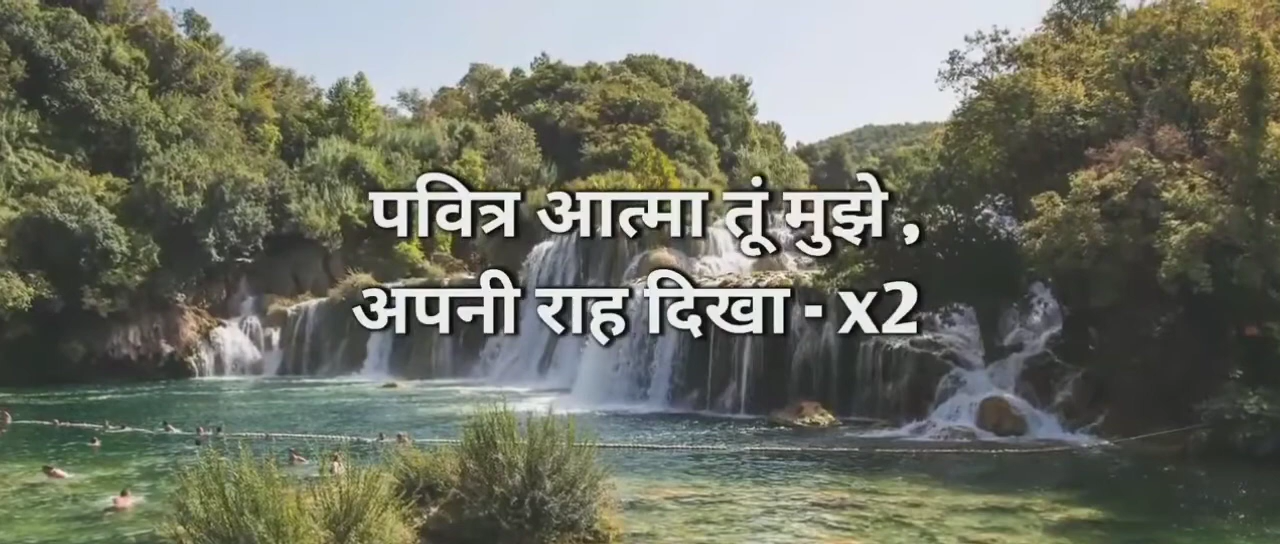 पवित्र आत्मा तूं मुझे ,
अपनी राह दिखा - x2